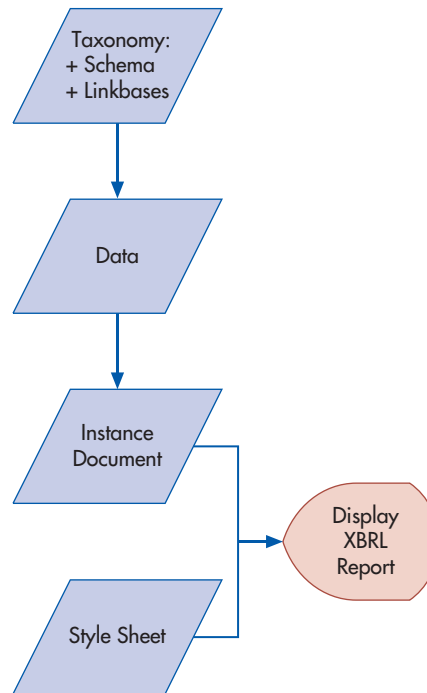 Taxonomy:
+ Schema
+ Linkbases
Data
Instance
Document
Display
XBRL
Report
Style Sheet